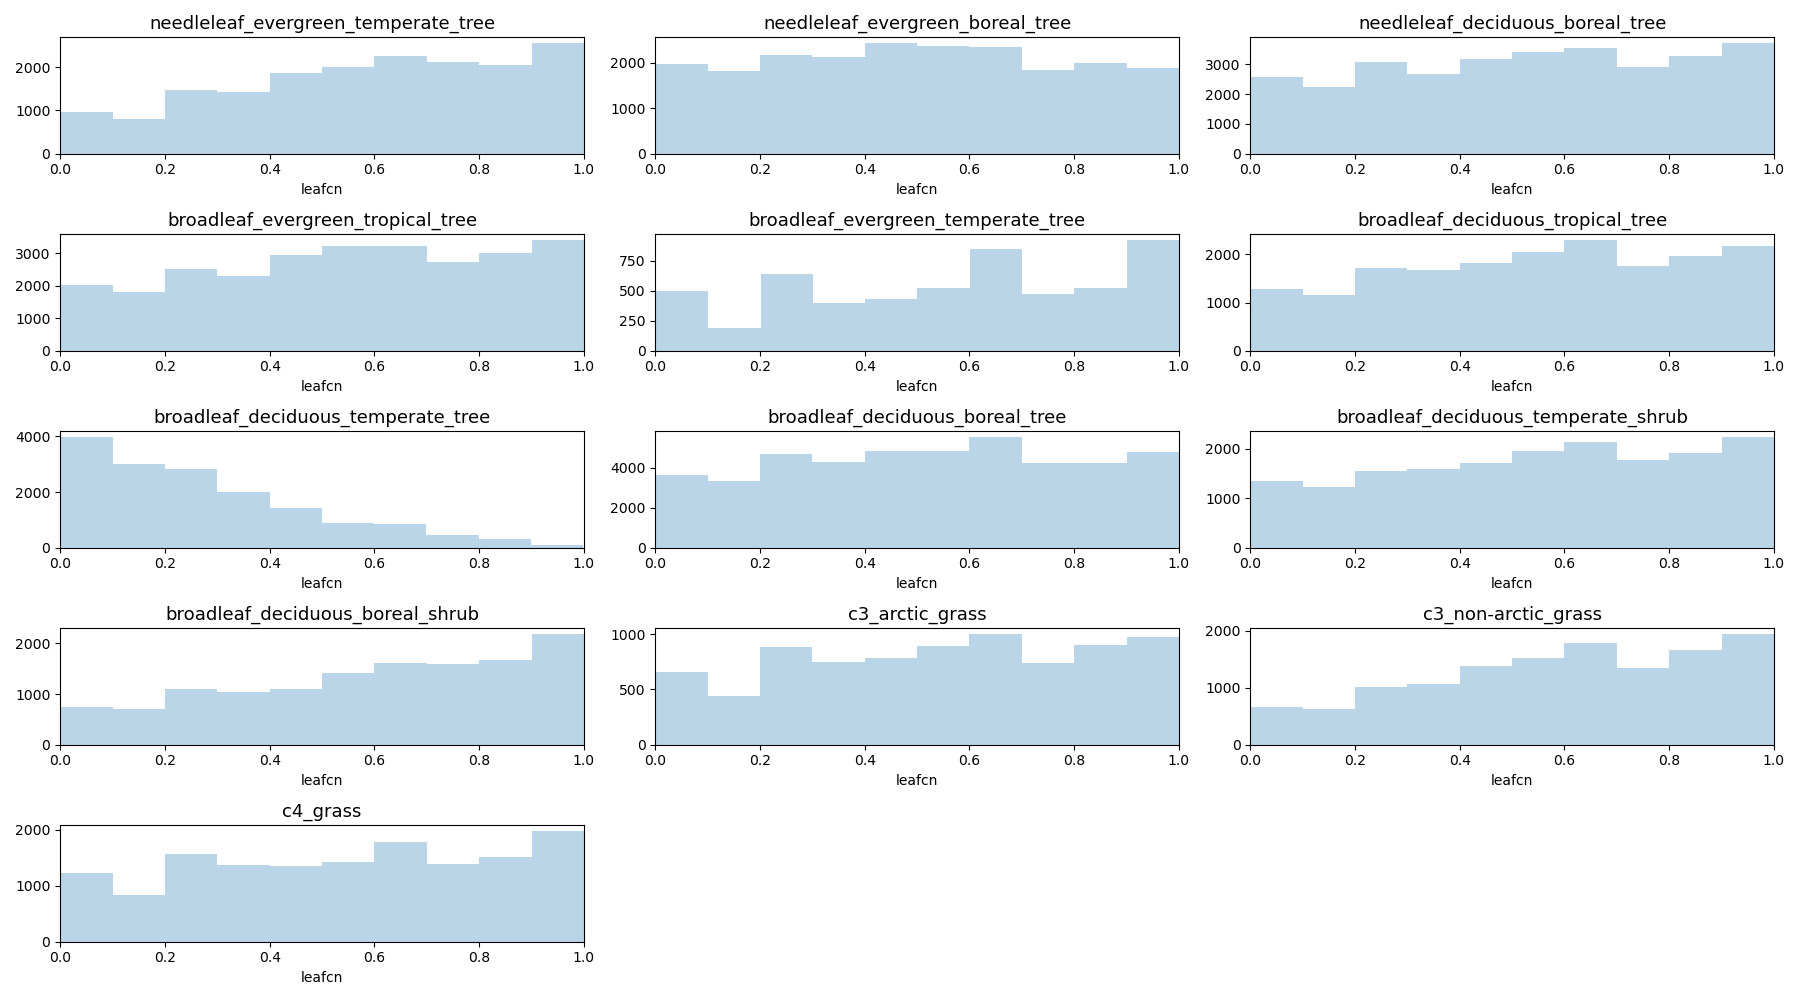 needleleaf_evergreen_temperate_tree
2000
1000
0
0.0 0.2 0.4 0.6 0.8 1.0
leafcn
needleleaf_evergreen_boreal_tree
2000
1000
0
0.0 0.2 0.4 0.6 0.8 1.0
leafcn
needleleaf_deciduous_boreal_tree
3000
2000
1000
0
0.0 0.2 0.4 0.6 0.8 1.0
leafcn
broadleaf_evergreen_tropical_tree
3000
2000
1000
0
0.0 0.2 0.4 0.6 0.8 1.0
leafcn
broadleaf_evergreen_temperate_tree
750
500
250
0
0.0 0.2 0.4 0.6 0.8 1.0
leafcn
broadleaf_deciduous_tropical_tree
2000
1000
0
0.0 0.2 0.4 0.6 0.8 1.0
leafcn
broadleaf_deciduous_temperate_tree
4000
2000
0
0.0 0.2 0.4 0.6 0.8 1.0
leafcn
broadleaf_deciduous_boreal_tree
4000
2000
0
0.0 0.2 0.4 0.6 0.8 1.0
leafcn
broadleaf_deciduous_temperate_shrub
2000
1000
0
0.0 0.2 0.4 0.6 0.8 1.0
leafcn
broadleaf_deciduous_boreal_shrub
2000
1000
0
0.0 0.2 0.4 0.6 0.8 1.0
leafcn
c3_arctic_grass
1000
500
0
0.0 0.2 0.4 0.6 0.8 1.0
leafcn
c3_non-arctic_grass
2000
1000
0
0.0 0.2 0.4 0.6 0.8 1.0
leafcn
c4_grass
2000
1000
0
0.0 0.2 0.4 0.6 0.8 1.0
leafcn